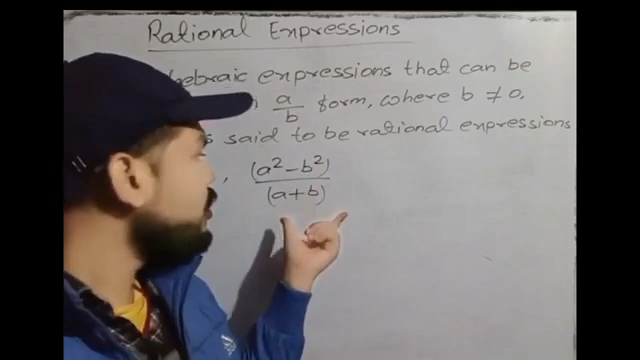 Rational Expressions
ebraic expressions that can be
a/b form, where b ≠ 0,
s said to be rational expressions
, (a²-b²)/(a+b)